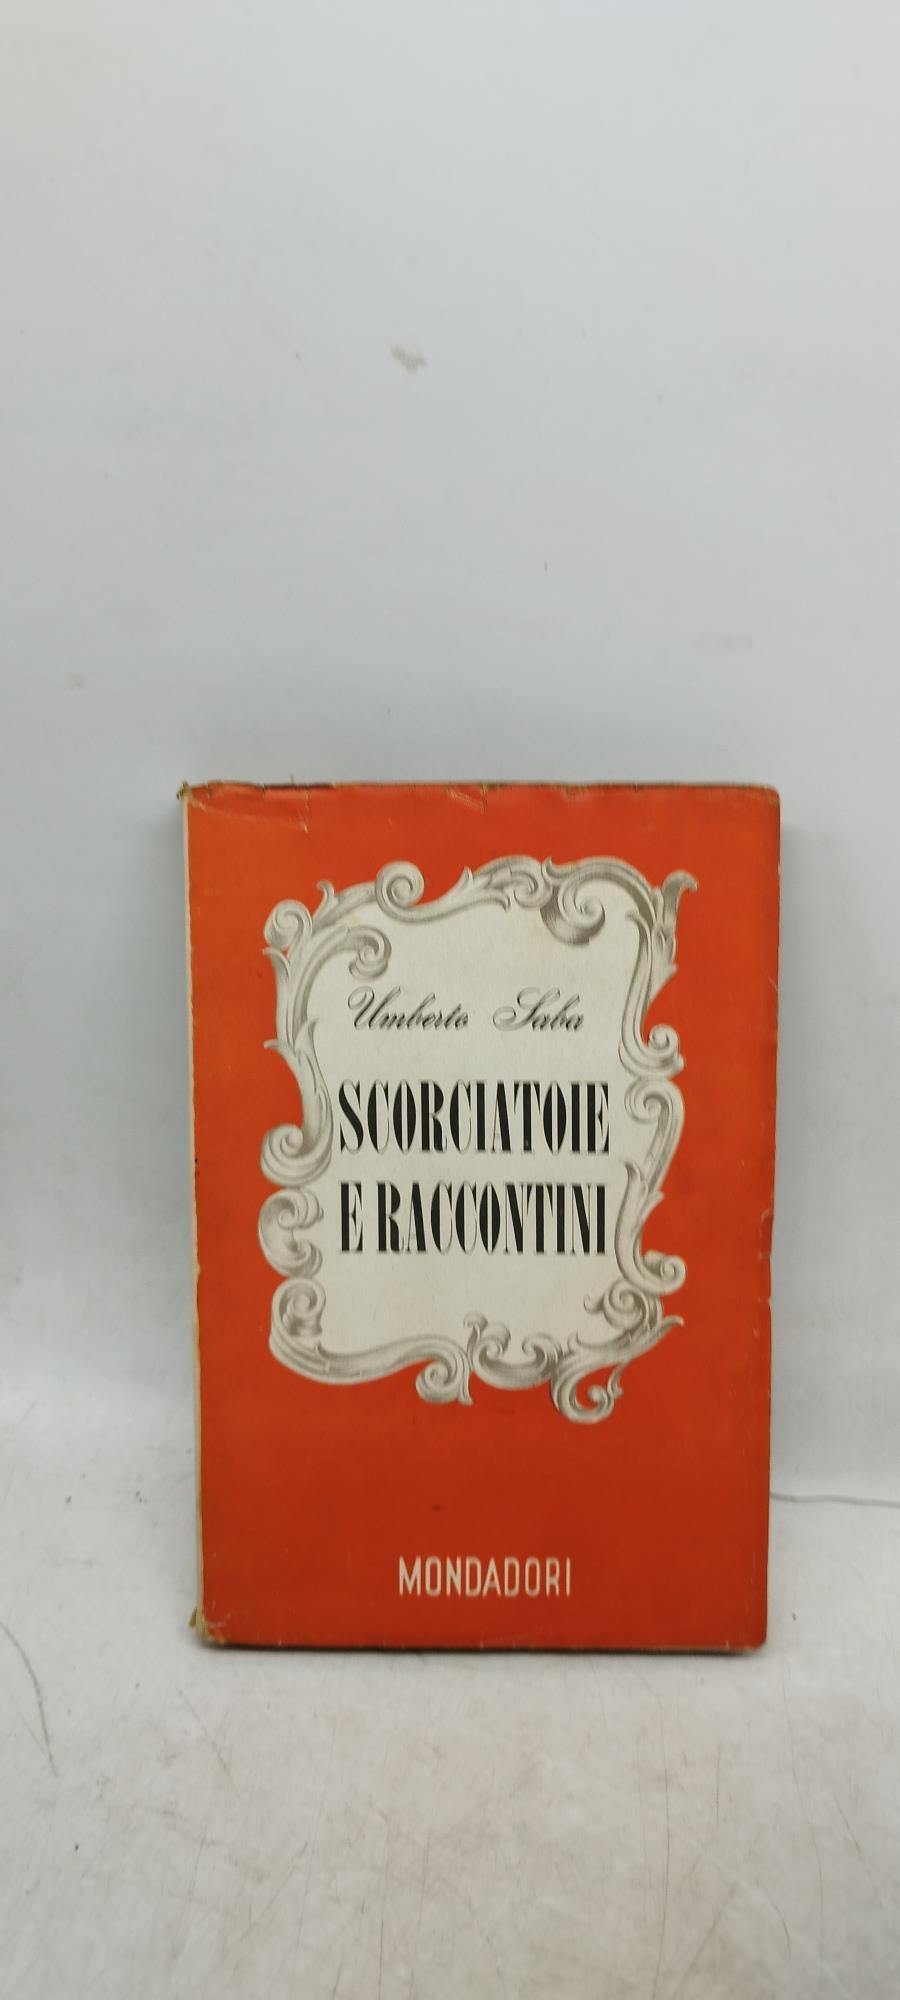 Umberto Saba
SCORCIATOIE
E RACCONTINI
MONDADORI